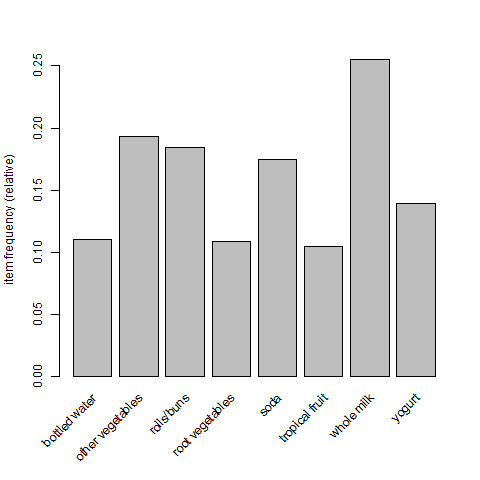 item frequency (relative)
0.25
0.20
0.15
0.10
0.05
0.00
bottled water
other vegetables
rolls/buns
root vegetables
soda
tropical fruit
whole milk
yogurt